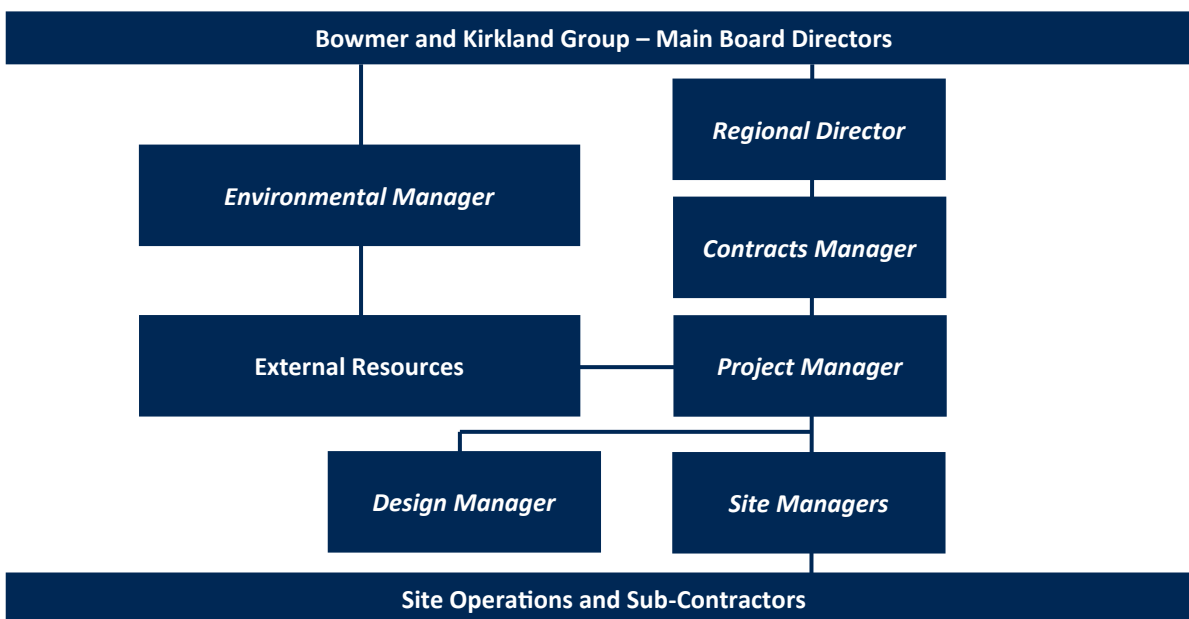 Bowmer and Kirkland Group – Main Board Directors
Regional Director
Environmental Manager
Contracts Manager
External Resources
Project Manager
Design Manager
Site Managers
Site Operations and Sub-Contractors